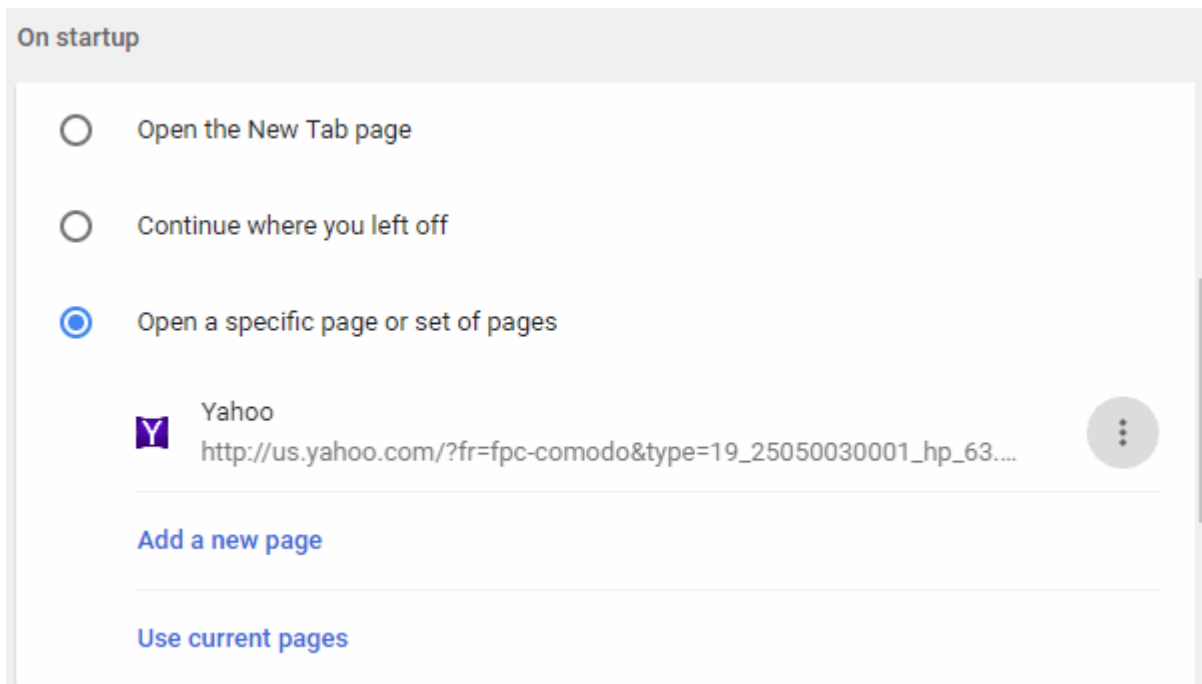 On startup
Open the New Tab page
Continue where you left off
Open a specific page or set of pages
Y
Yahoo
http://us.yahoo.com/?fr=fpc-comodo&type=19_25050030001_hp_63....
Add a new page
Use current pages